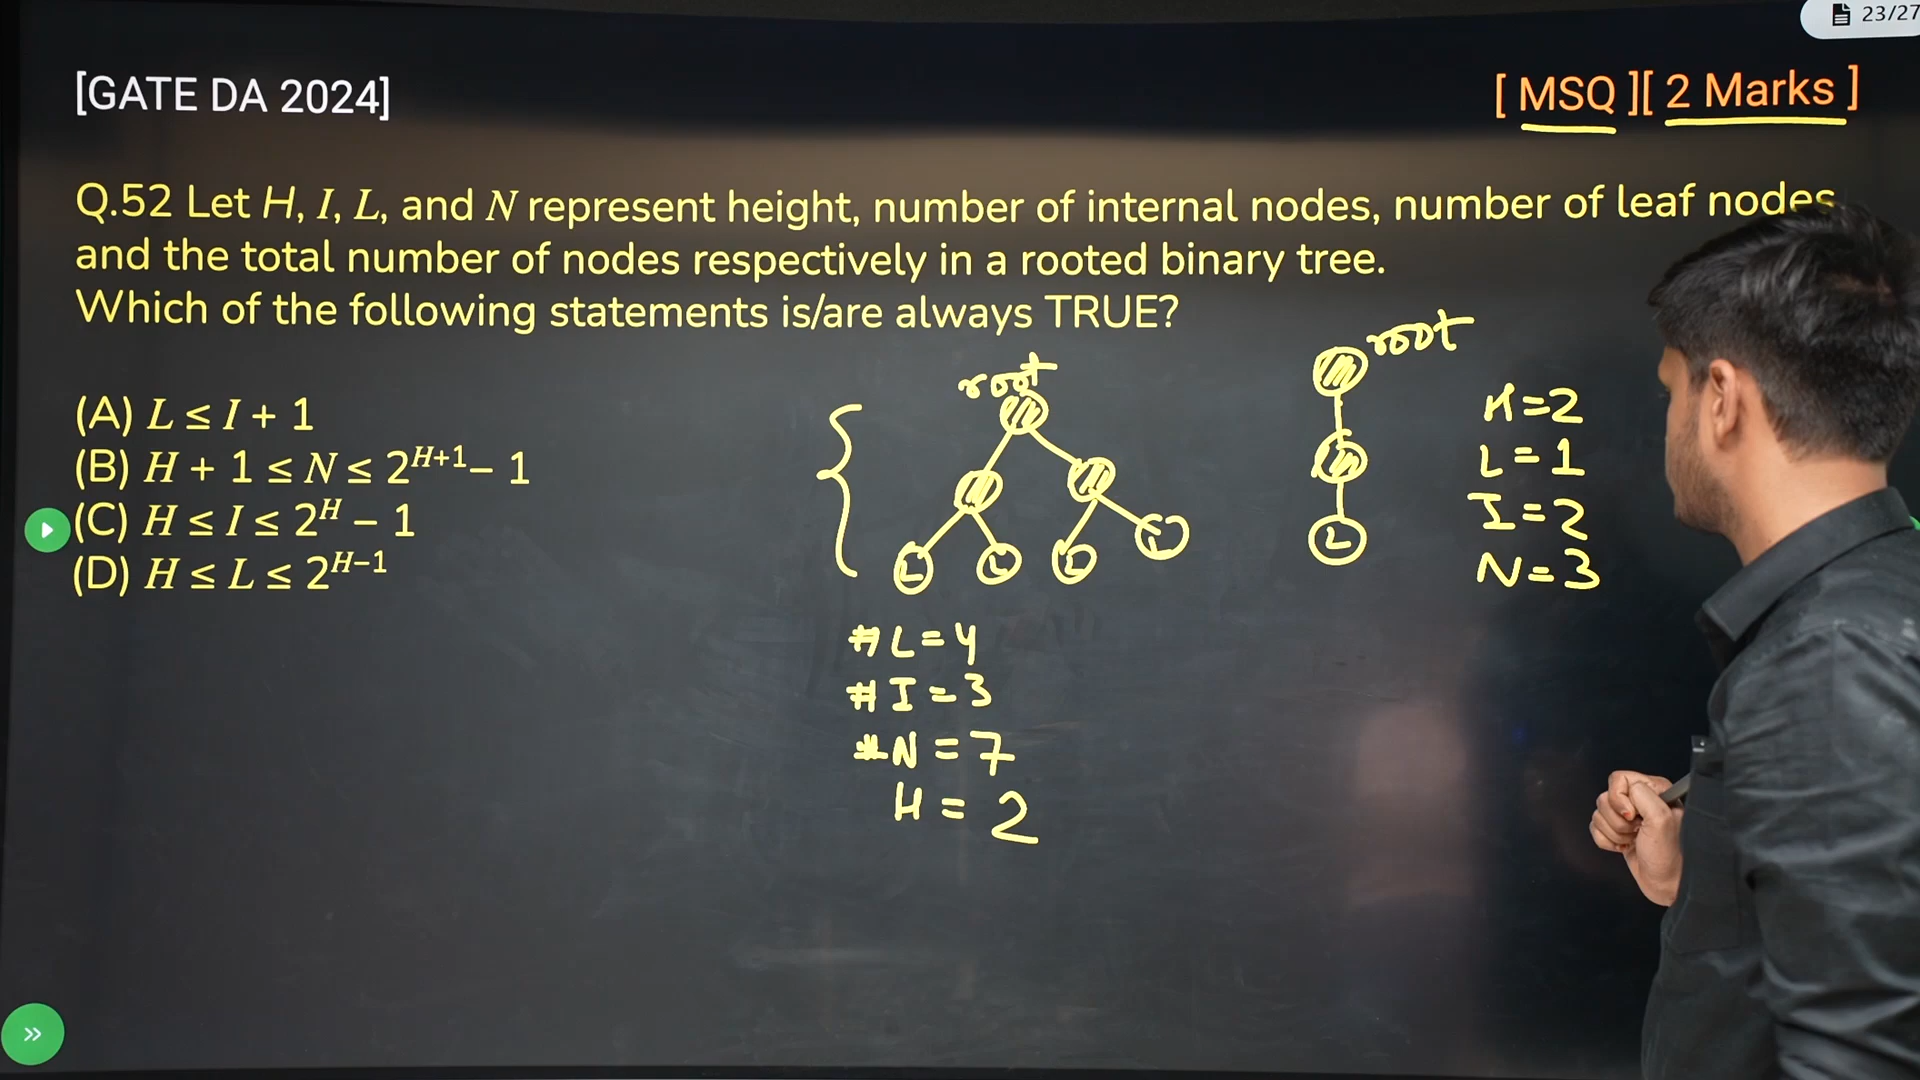 23/27
[GATE DA 2024]
[ MSQ ][ 2 Marks ]
Q.52 Let H, I, L, and N represent height, number of internal nodes, number of leaf nodes
and the total number of nodes respectively in a rooted binary tree.
Which of the following statements is/are always TRUE?
(A) L ≤ I + 1
(B) H + 1 ≤ N ≤ 2^{H+1} – 1
(C) H ≤ I ≤ 2^H – 1
(D) H ≤ L ≤ 2^{H–1}
root
L L L L
# L = 4
# I = 3
# N = 7
H = 2
root
L
H = 2
L = 1
I = 2
N = 3